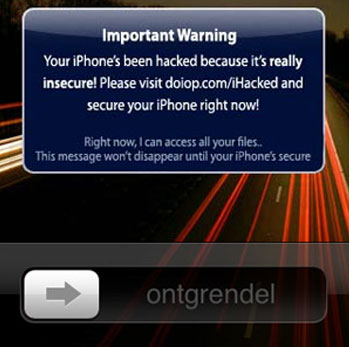 Important Warning
Your iPhone's been hacked because it's really
insecure! Please visit doiop.com/iHacked and
secure your iPhone right now!
Right now, I can access all your files..
This message won't disappear until your iPhone's secure
ontgrendel